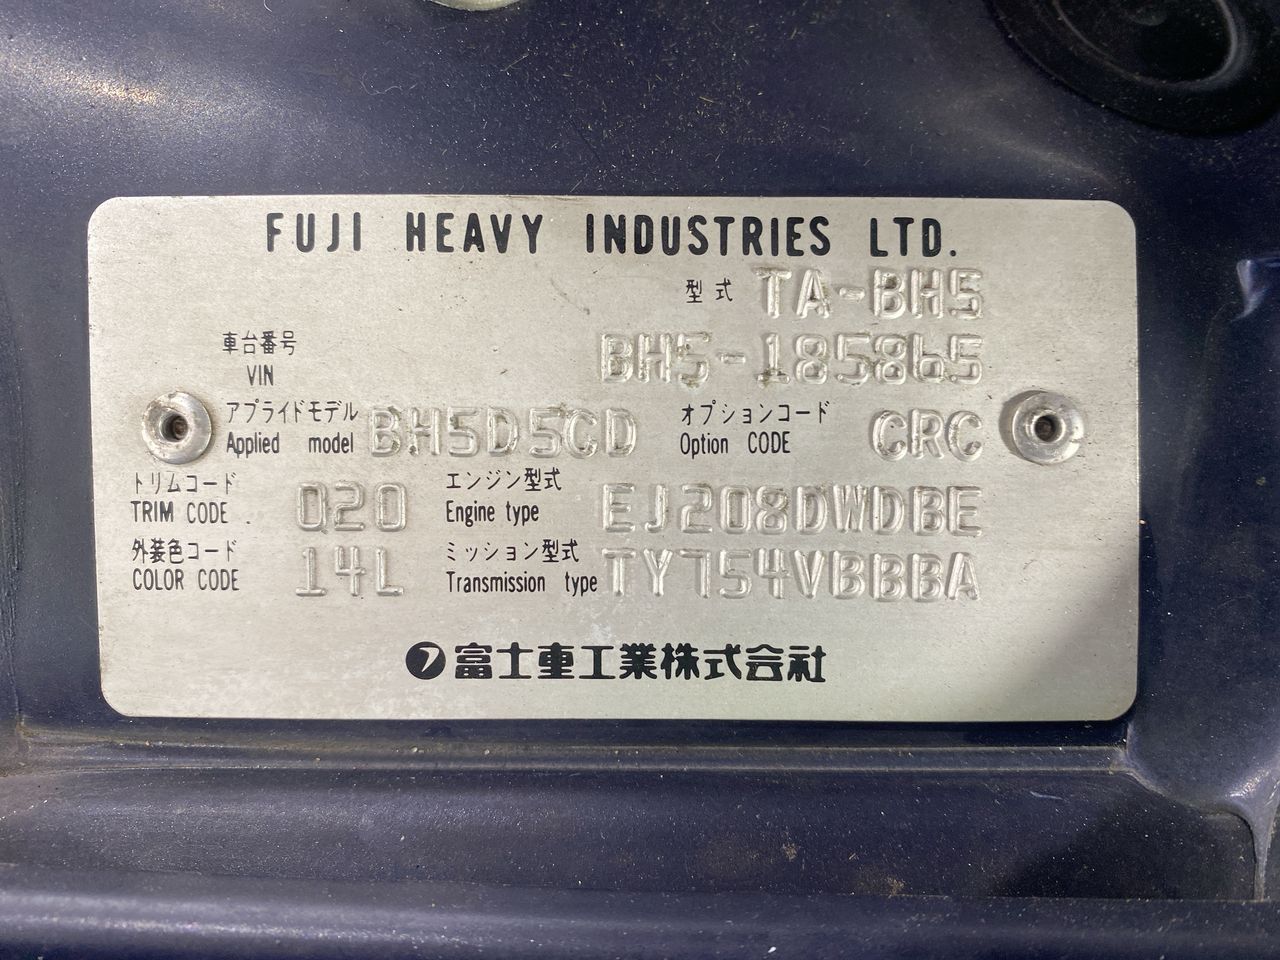 FUJI HEAVY INDUSTRIES LTD.
型式 TA-BH5
車台番号 BH5-185865
VIN
アプライドモデル BH5D5CD オプションコード CRC
Applied model Option CODE
トリムコード Q20 エンジン型式 EJ208DWDBE
TRIM CODE Engine type
外装色コード 14L ミッション型式 TY754VBBBA
COLOR CODE Transmission type
富士重工業株式会社